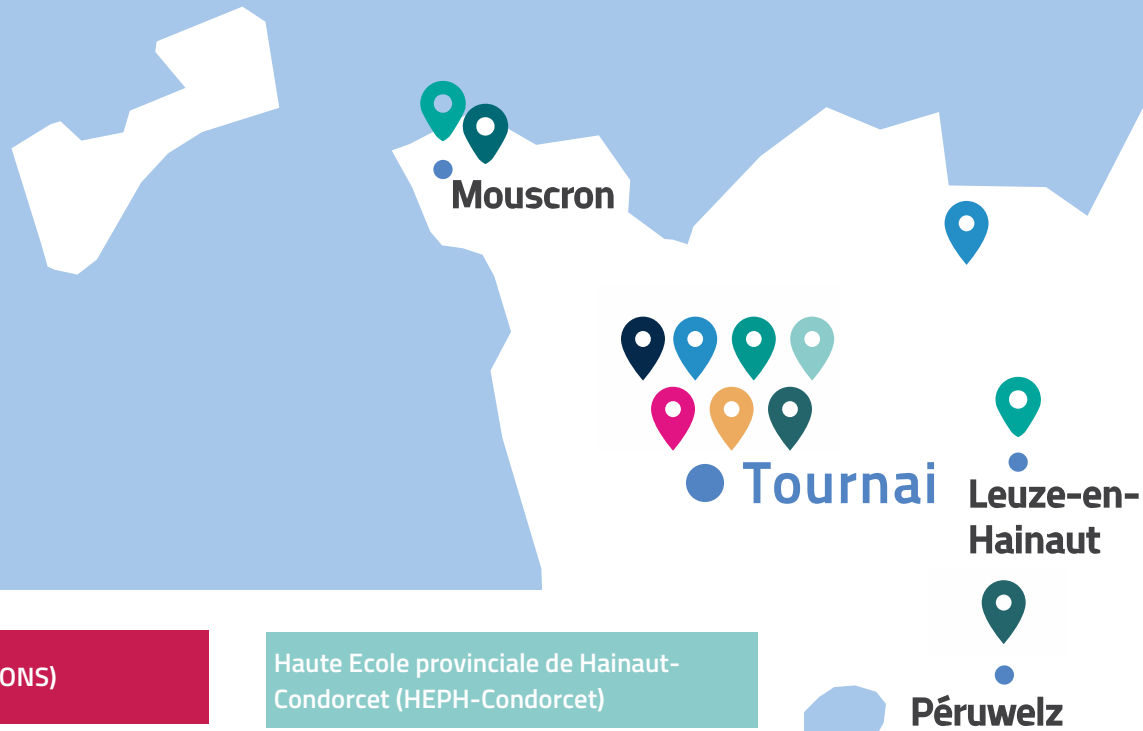 Mouscron
Tournai
Leuze-en-
Hainaut
Péruwelz
ONS)
Haute Ecole provinciale de Hainaut-
Condorcet (HEPH-Condorcet)